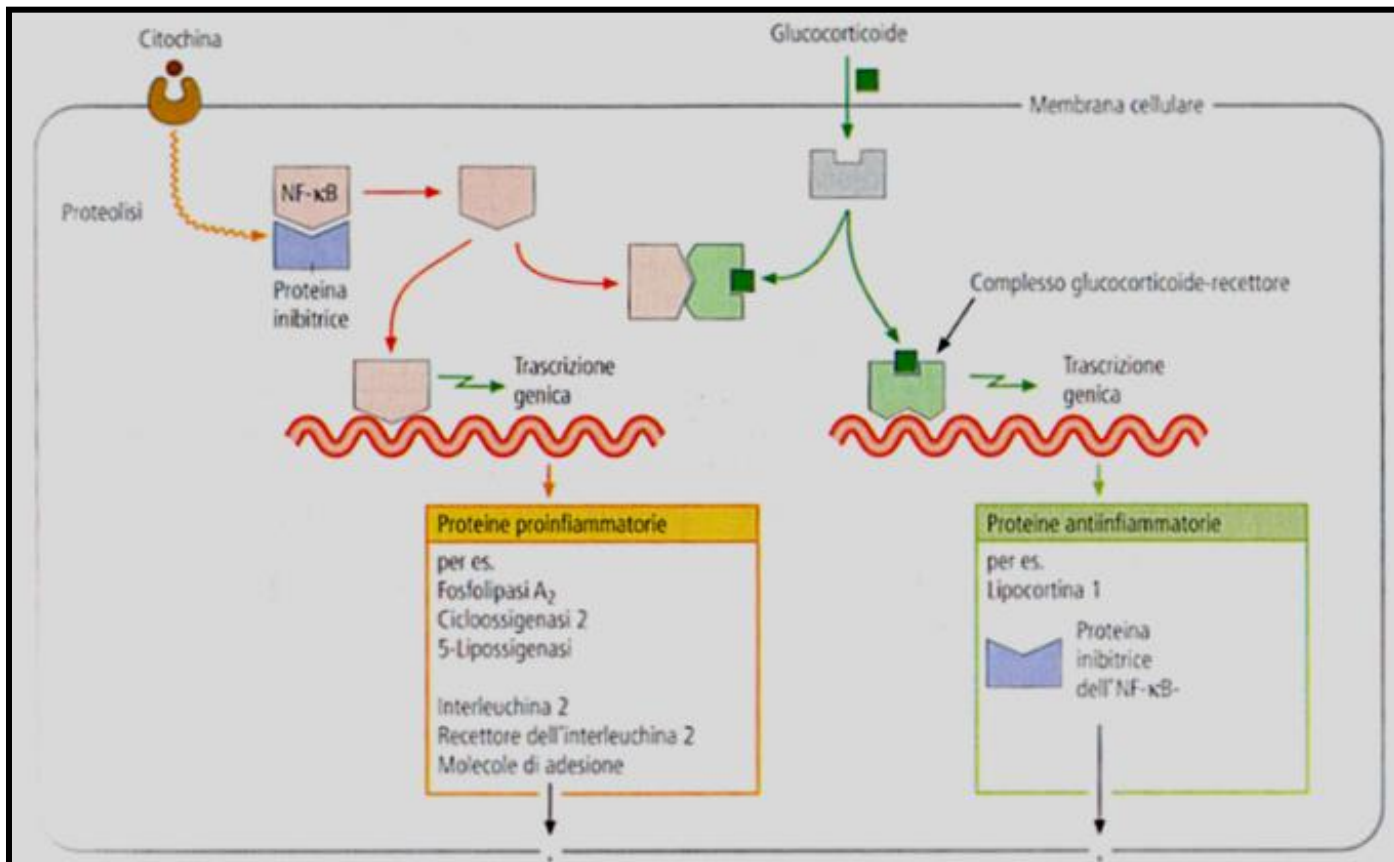 Citochina
Glucocorticoide
Membrana cellulare
Proteolisi
NF-κB
Proteina
inibitrice
Complesso glucocorticoide-recettore
Trascrizione
genica
Trascrizione
genica
Proteine proinfiammatorie
per es.
Fosfolipasi A₂
Cicloossigenasi 2
5-Lipossigenasi
Interleuchina 2
Recettore dell'interleuchina 2
Molecole di adesione
Proteine antiinfiammatorie
per es.
Lipocortina 1
Proteina
inibitrice
dell'NF-κB-